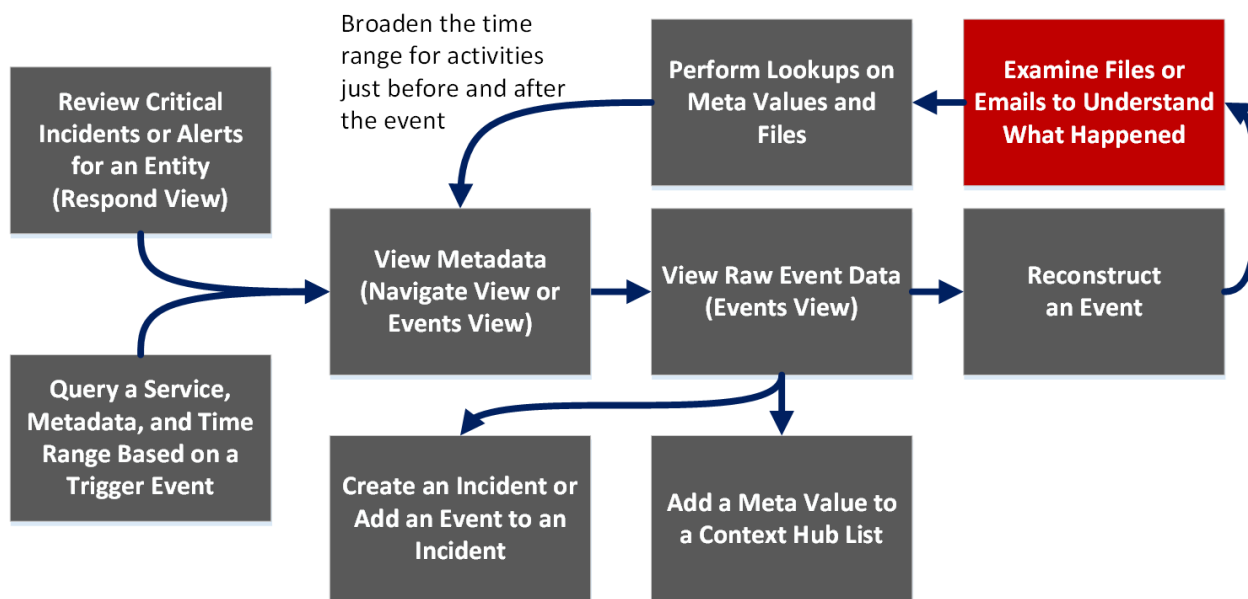 Broaden the time
range for activities
just before and after
the event
Review Critical
Incidents or Alerts
for an Entity
(Respond View)
Perform Lookups on
Meta Values and
Files
Examine Files or
Emails to Understand
What Happened
View Metadata
(Navigate View or
Events View)
View Raw Event Data
(Events View)
Reconstruct
an Event
Query a Service,
Metadata, and Time
Range Based on a
Trigger Event
Create an Incident or
Add an Event to an
Incident
Add a Meta Value to
a Context Hub List